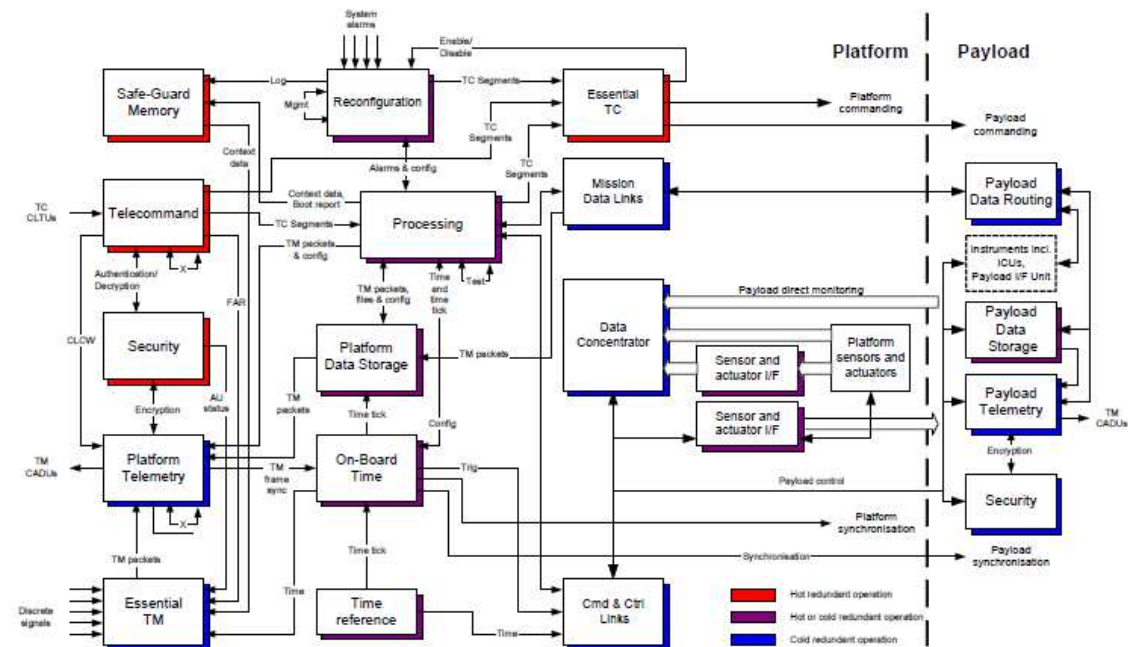 System
alarms
Enable/
Disable
Platform
Payload
Safe-Guard
Memory
Log
Mgmt
Reconfiguration
TC Segments
Essential
TC
Platform
commanding
Payload
commanding
TC
Segments
Context
data
Alarms & config
TC
Segments
TC
CLTUs
Telecommand
Context data,
Boot report
TC Segments
Processing
Mission
Data Links
Payload
Data Routing
TM packets
& config
X
Authentication/
Decryption
Test
Instruments incl.
ICUs,
Payload I/F Unit
FAR
TM packets,
files & config
Time
and
time
tick
Payload direct monitoring
CLCW
Security
Platform
Data Storage
TM packets
Data
Concentrator
Sensor and
actuator I/F
Platform
sensors and
actuators
Payload
Data
Storage
Encryption
AU
status
TM
packets
Time tick
Config
Sensor and
actuator I/F
Payload
Telemetry
TM
CADUs
TM
CADUs
Platform
Telemetry
TM
frame
sync
On-Board
Time
Trig
Encryption
Payload control
Security
X
Platform
synchronisation
TM packets
Time tick
Synchronisation
Payload
synchronisation
Discrete
signals
Essential
TM
Time
Time
reference
Time
Cmd & Ctrl
Links
Hot redundant operation
Hot or cold redundant operation
Cold redundant operation